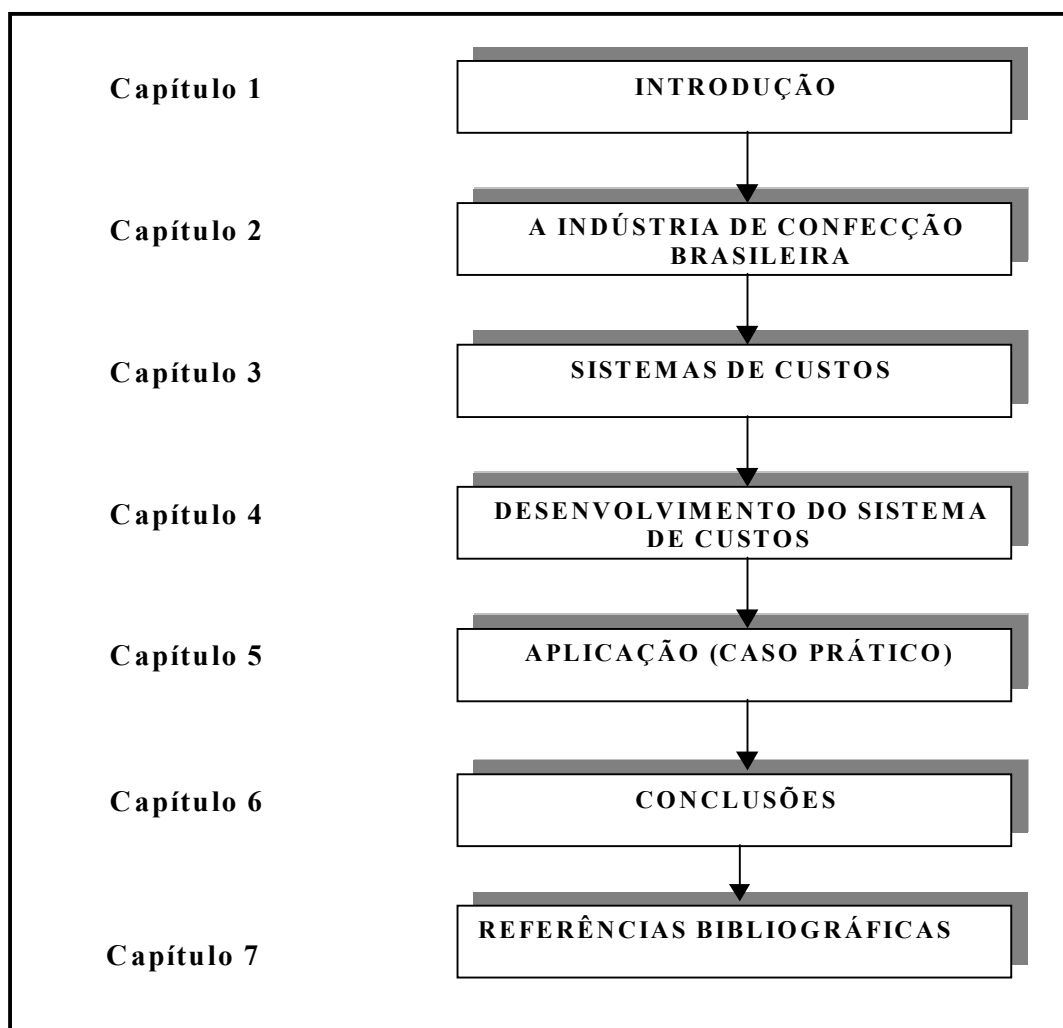 Capítulo 1
INTRODUÇÃO
Capítulo 2
A INDÚSTRIA DE CONFECÇÃO
BRASILEIRA
Capítulo 3
SISTEMAS DE CUSTOS
Capítulo 4
DESENVOLVIMENTO DO SISTEMA
DE CUSTOS
Capítulo 5
APLICAÇÃO (CASO PRÁTICO)
Capítulo 6
CONCLUSÕES
Capítulo 7
REFERÊNCIAS BIBLIOGRÁFICAS